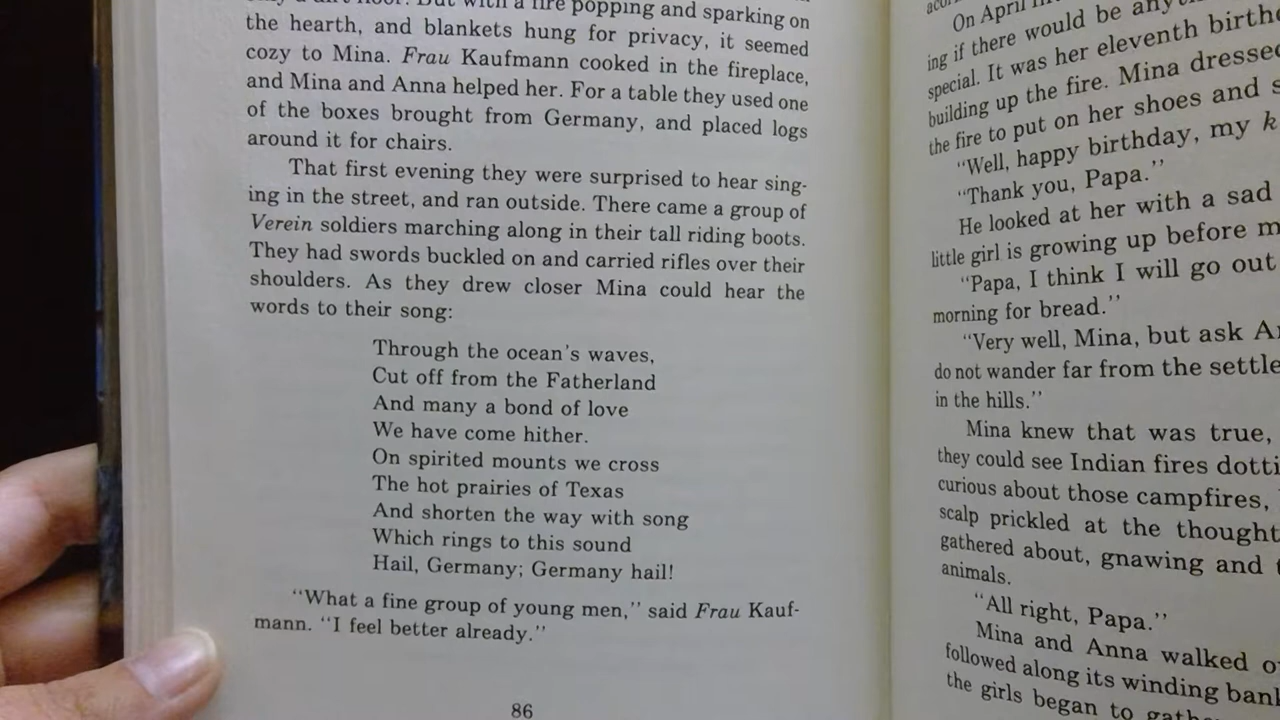 But with a fire popping and sparking on
the hearth, and blankets hung for privacy, it seemed
cozy to Mina. Frau Kaufmann cooked in the fireplace,
and Mina and Anna helped her. For a table they used one
of the boxes brought from Germany, and placed logs
around it for chairs.
That first evening they were surprised to hear sing-
ing in the street, and ran outside. There came a group of
Verein soldiers marching along in their tall riding boots.
They had swords buckled on and carried rifles over their
shoulders. As they drew closer Mina could hear the
words to their song:
Through the ocean's waves,
Cut off from the Fatherland
And many a bond of love
We have come hither.
On spirited mounts we cross
The hot prairies of Texas
And shorten the way with song
Which rings to this sound
Hail, Germany; Germany hail!
"What a fine group of young men," said Frau Kauf-
mann. "I feel better already."
86
On April
ing if there would be
special. It was her eleventh
building up the fire. Mina dressed
the fire to put on her shoes and
"Well, happy birthday, my
"Thank you, Papa."
He looked at her with a sad
little girl is growing up before
"Papa, I think I will go out
morning for bread."
"Very well, Mina, but ask
do not wander far from the
in the hills."
Mina knew that was true,
they could see Indian fires
curious about those campfires,
scalp prickled at the thought
gathered about, gnawing and
animals.
"All right, Papa."
Mina and Anna walked
followed along its winding
the girls began to